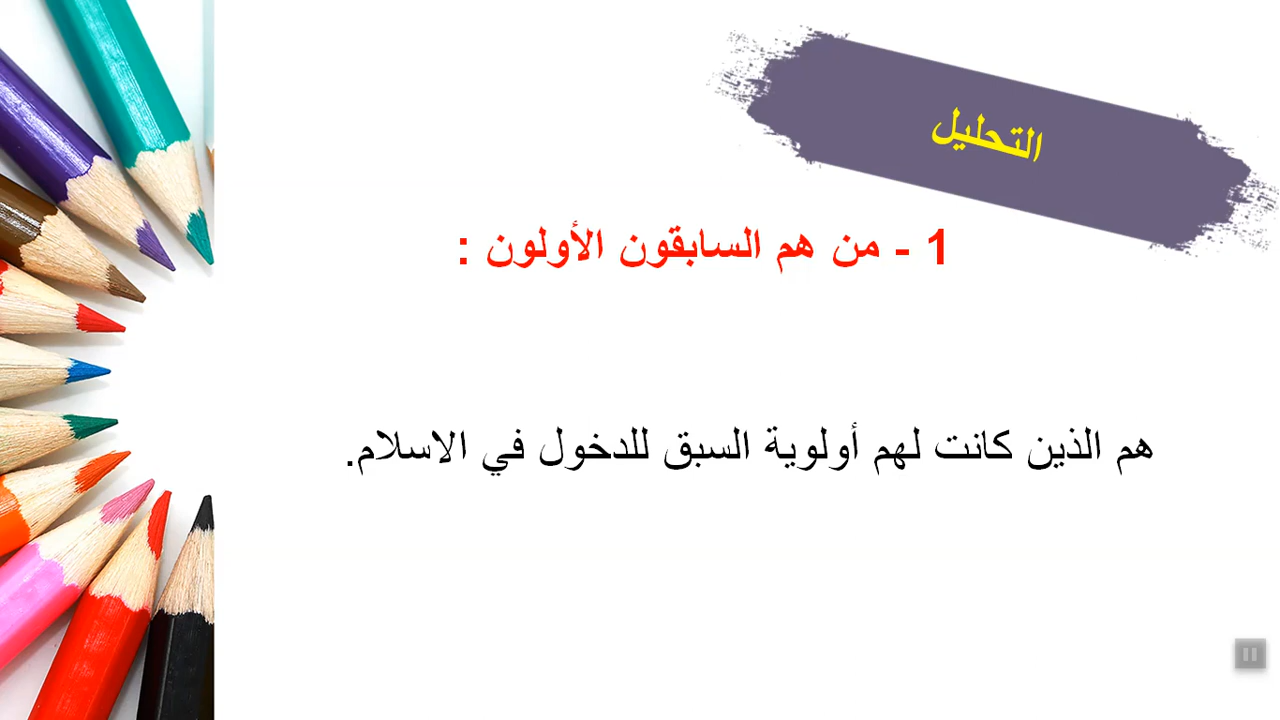 التحليل
1 - من هم السابقون الأولون :
هم الذين كانت لهم أولوية السبق للدخول في الاسلام.